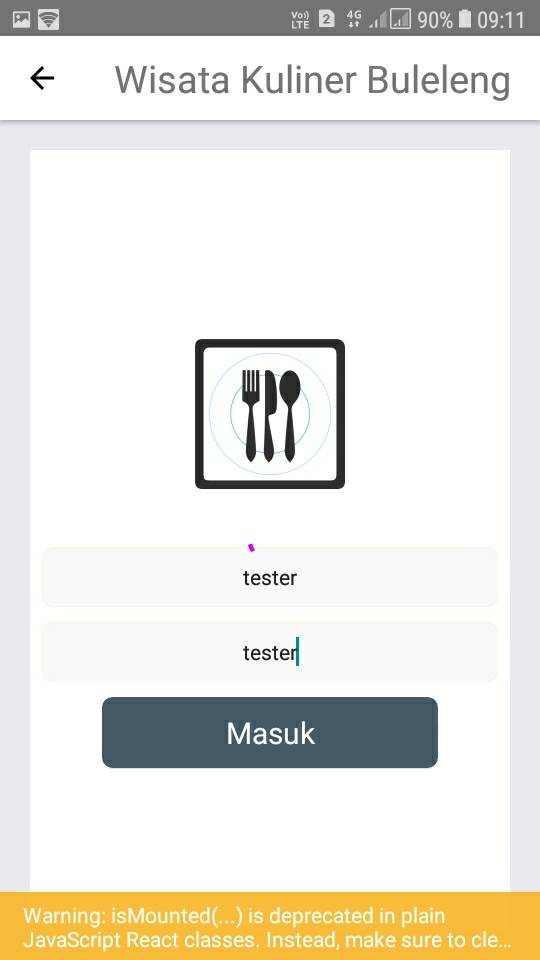 Vo)) LTE 2 4G 90% 09:11
Wisata Kuliner Buleleng
tester
tester
Masuk
Warning: isMounted(...) is deprecated in plain
JavaScript React classes. Instead, make sure to cle...